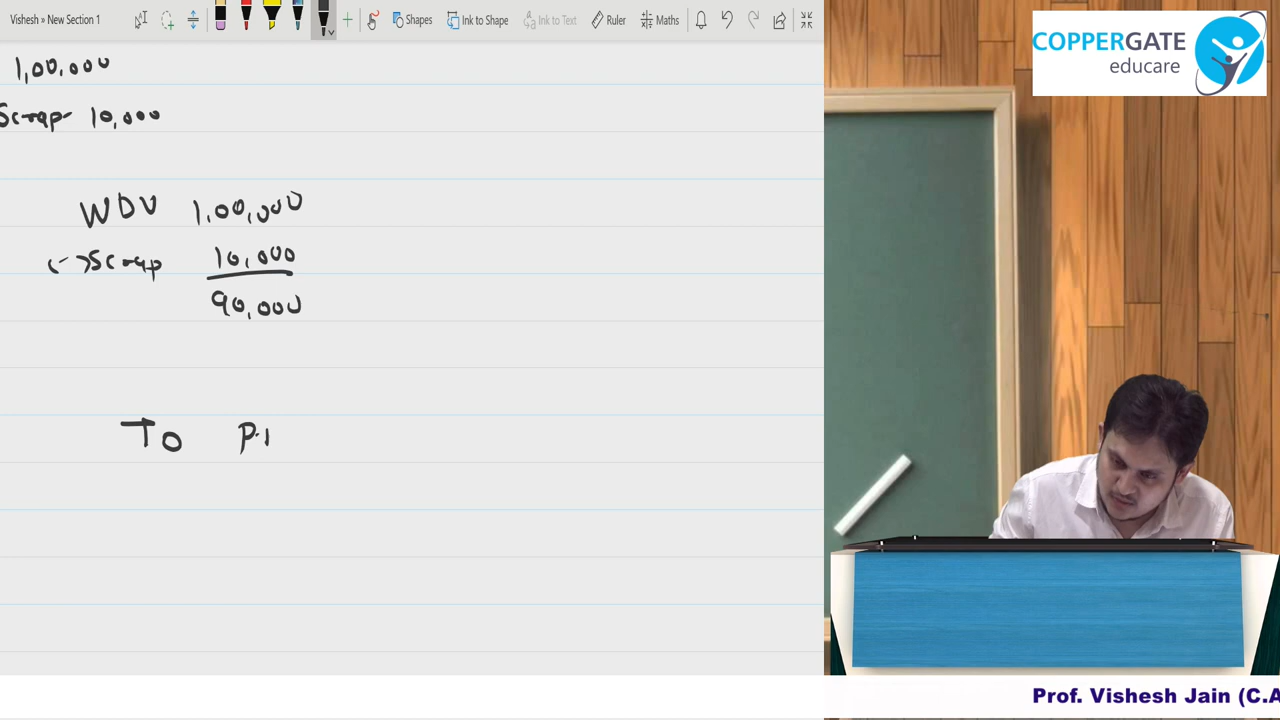 Vishesh » New Section 1
Shapes
Ink to Shape
Ink to Text
Ruler
Maths
COPPERGATE
educare
1,00,000
Scrap 10,000
WDV 1,00,000
(-) Scrap 10,000
90,000
To P.
Prof. Vishesh Jain (C.A